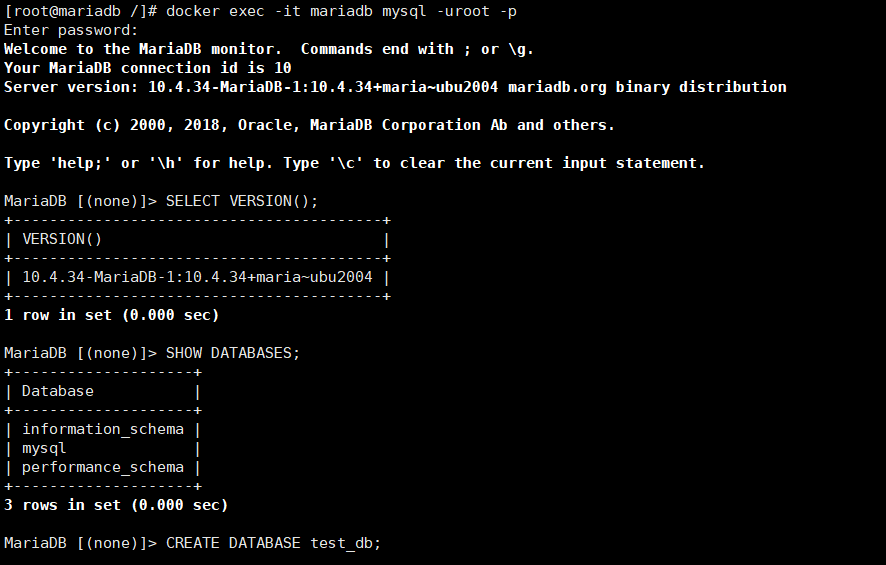 [root@mariadb /]# docker exec -it mariadb mysql -uroot -p
Enter password:
Welcome to the MariaDB monitor.  Commands end with ; or \g.
Your MariaDB connection id is 10
Server version: 10.4.34-MariaDB-1:10.4.34+maria~ubu2004 mariadb.org binary distribution
Copyright (c) 2000, 2018, Oracle, MariaDB Corporation Ab and others.
Type 'help;' or '\h' for help. Type '\c' to clear the current input statement.
MariaDB [(none)]> SELECT VERSION();
+-----------------------------------------+
| VERSION()                               |
+-----------------------------------------+
| 10.4.34-MariaDB-1:10.4.34+maria~ubu2004 |
+-----------------------------------------+
1 row in set (0.000 sec)
MariaDB [(none)]> SHOW DATABASES;
+--------------------+
| Database           |
+--------------------+
| information_schema |
| mysql              |
| performance_schema |
+--------------------+
3 rows in set (0.000 sec)
MariaDB [(none)]> CREATE DATABASE test_db;